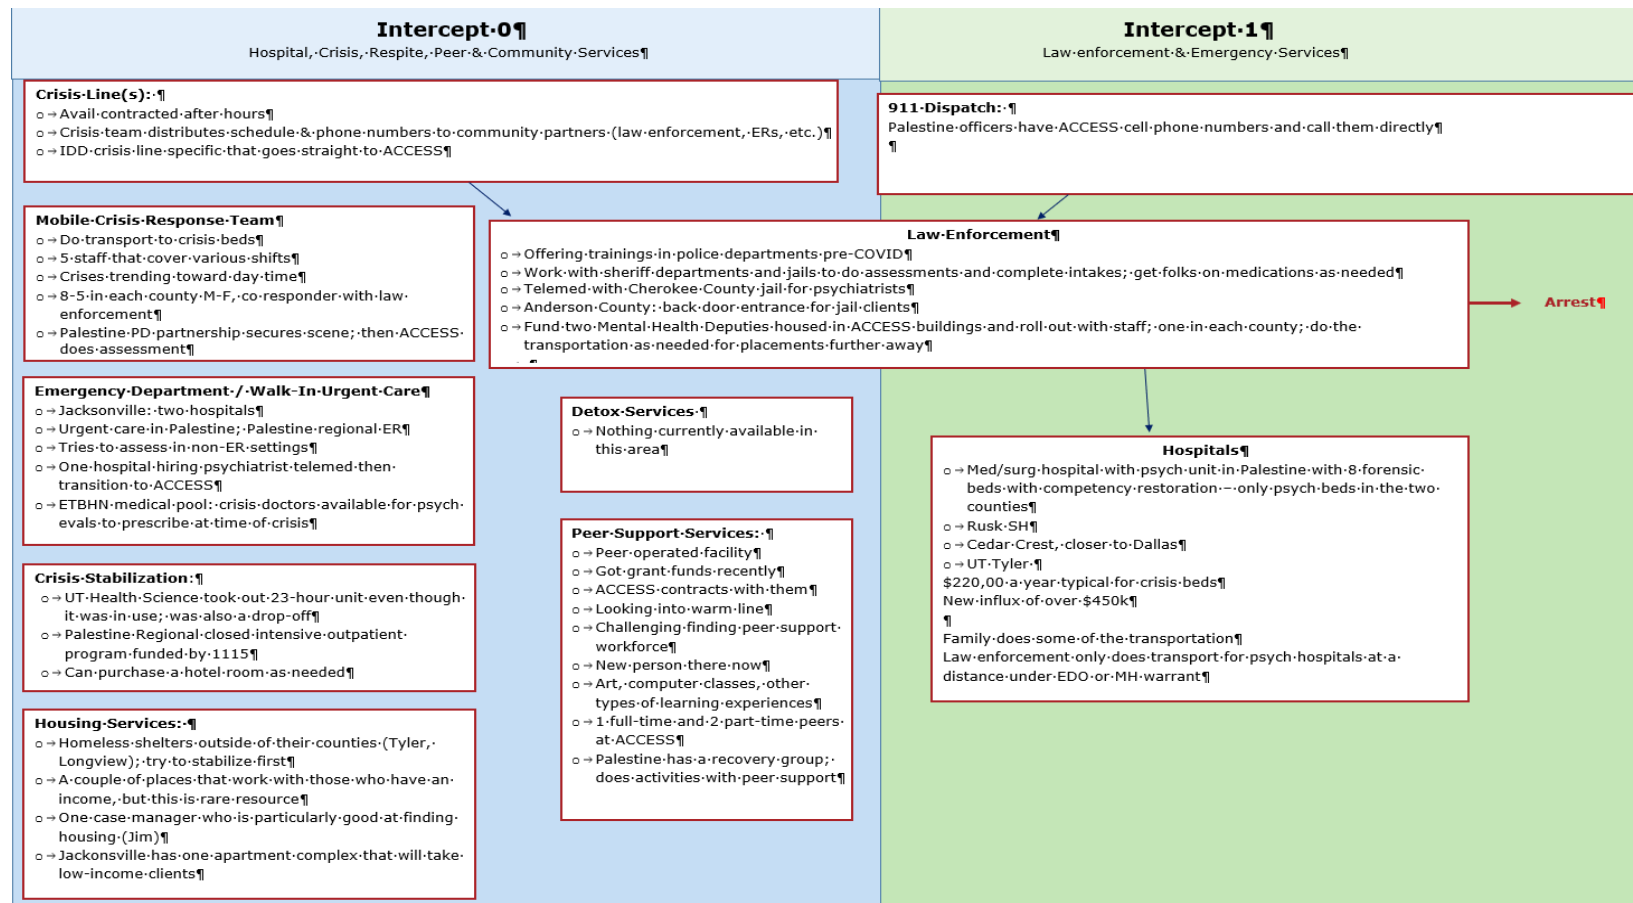 Intercept·0¶
Hospital,·Crisis,·Respite,·Peer·&·Community·Services¶
Intercept·1¶
Law·enforcement·&·Emergency·Services¶
Crisis·Line(s):·¶
o→Avail·contracted·after·hours¶
o→Crisis·team·distributes·schedule·&·phone·numbers·to·community·partners·(law·enforcement,·ERs,·etc.)¶
o→IDD·crisis·line·specific·that·goes·straight·to·ACCESS¶
911·Dispatch:·¶
Palestine·officers·have·ACCESS·cell·phone·numbers·and·call·them·directly¶
¶
Mobile·Crisis·Response·Team¶
o→Do·transport·to·crisis·beds¶
o→5·staff·that·cover·various·shifts¶
o→Crises·trending·toward·day·time¶
o→8-5·in·each·county·M-F,·co·responder·with·law·
enforcement¶
o→Palestine·PD·partnership·secures·scene;·then·ACCESS·
does·assessment¶
Law·Enforcement¶
o→Offering·trainings·in·police·departments·pre-COVID¶
o→Work·with·sheriff·departments·and·jails·to·do·assessments·and·complete·intakes;·get·folks·on·medications·as·needed¶
o→Telemed·with·Cherokee·County·jail·for·psychiatrists¶
o→Anderson·County:·back·door·entrance·for·jail·clients¶
o→Fund·two·Mental·Health·Deputies·housed·in·ACCESS·buildings·and·roll·out·with·staff;·one·in·each·county;·do·the·
transportation·as·needed·for·placements·further·away¶
¶
Arrest¶
Emergency·Department·/·Walk-In·Urgent·Care¶
o→Jacksonville:·two·hospitals¶
o→Urgent·care·in·Palestine;·Palestine·regional·ER¶
o→Tries·to·assess·in·non-ER·settings¶
o→One·hospital·hiring·psychiatrist·telemed·then·
transition·to·ACCESS¶
o→ETBHN·medical·pool:·crisis·doctors·available·for·psych·
evals·to·prescribe·at·time·of·crisis¶
Detox·Services·¶
o→Nothing·currently·available·in·
this·area¶
Hospitals¶
o→Med/surg·hospital·with·psych·unit·in·Palestine·with·8·forensic·
beds·with·competency·restoration·–·only·psych·beds·in·the·two·
counties¶
o→Rusk·SH¶
o→Cedar·Crest,·closer·to·Dallas¶
o→UT·Tyler·¶
$220,00·a·year·typical·for·crisis·beds¶
New·influx·of·over·$450k¶
¶
Family·does·some·of·the·transportation¶
Law·enforcement·only·does·transport·for·psych·hospitals·at·a·
distance·under·EDO·or·MH·warrant¶
Crisis·Stabilization:¶
o→UT·Health·Science·took·out·23-hour·unit·even·though·
it·was·in·use;·was·also·a·drop-off¶
o→Palestine·Regional·closed·intensive·outpatient·
program·funded·by·1115¶
o→Can·purchase·a·hotel·room·as·needed¶
Peer·Support·Services:·¶
o→Peer·operated·facility¶
o→Got·grant·funds·recently¶
o→ACCESS·contracts·with·them¶
o→Looking·into·warm·line¶
o→Challenging·finding·peer·support·
workforce¶
o→New·person·there·now¶
o→Art,·computer·classes,·other·
types·of·learning·experiences¶
o→1·full-time·and·2·part-time·peers·
at·ACCESS¶
o→Palestine·has·a·recovery·group;·
does·activities·with·peer·support¶
Housing·Services:·¶
o→Homeless·shelters·outside·of·their·counties·(Tyler,·
Longview);·try·to·stabilize·first¶
o→A·couple·of·places·that·work·with·those·who·have·an·
income,·but·this·is·rare·resource¶
o→One·case·manager·who·is·particularly·good·at·finding·
housing·(Jim)¶
o→Jackonsville·has·one·apartment·complex·that·will·take·
low-income·clients¶